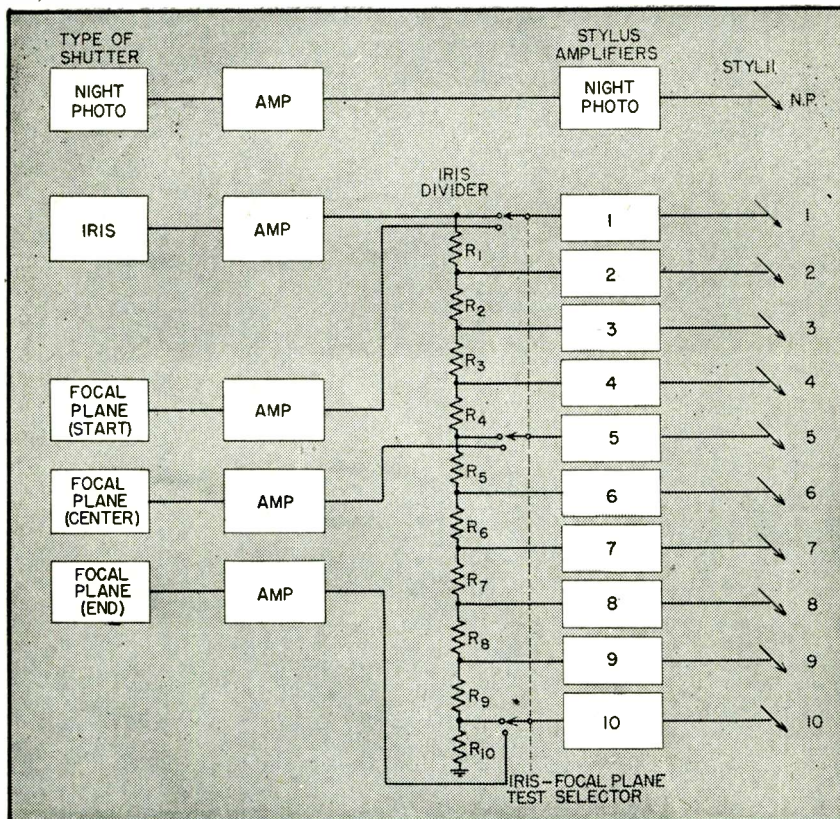 TYPE OF
SHUTTER
STYLUS
AMPLIFIERS
STYLII
NIGHT
PHOTO
AMP
NIGHT
PHOTO
N.P.
IRIS
DIVIDER
IRIS
AMP
1
1
R1
2
2
R2
3
3
R3
4
4
FOCAL
PLANE
(START)
AMP
R4
5
5
R5
FOCAL
PLANE
(CENTER)
AMP
6
6
R6
7
7
FOCAL
PLANE
(END)
AMP
R7
8
8
R8
9
9
R9
10
10
R10
IRIS-FOCAL PLANE
TEST SELECTOR